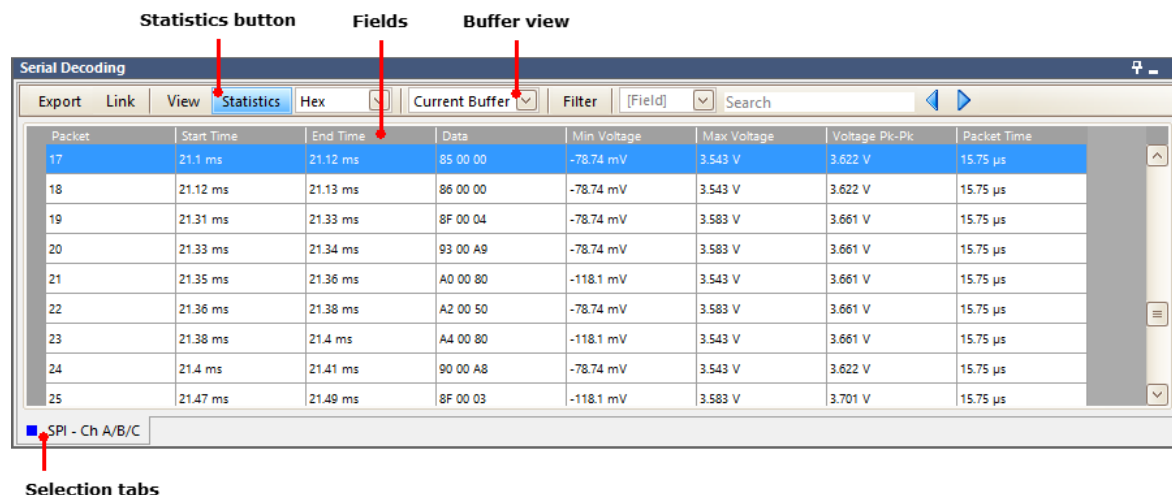 Statistics button Fields Buffer view
Serial Decoding
Export Link View Statistics Hex Current Buffer Filter [Field] Search
Packet Start Time End Time Data Min Voltage Max Voltage Voltage Pk-Pk Packet Time
17 21.1 ms 21.12 ms 85 00 00 -78.74 mV 3.543 V 3.622 V 15.75 µs
18 21.12 ms 21.13 ms 86 00 00 -78.74 mV 3.543 V 3.622 V 15.75 µs
19 21.31 ms 21.33 ms 8F 00 04 -78.74 mV 3.583 V 3.661 V 15.75 µs
20 21.33 ms 21.34 ms 93 00 A9 -78.74 mV 3.583 V 3.661 V 15.75 µs
21 21.35 ms 21.36 ms A0 00 80 -118.1 mV 3.543 V 3.661 V 15.75 µs
22 21.36 ms 21.38 ms A2 00 50 -78.74 mV 3.583 V 3.661 V 15.75 µs
23 21.38 ms 21.4 ms A4 00 80 -118.1 mV 3.543 V 3.661 V 15.75 µs
24 21.4 ms 21.41 ms 90 00 A8 -78.74 mV 3.543 V 3.622 V 15.75 µs
25 21.47 ms 21.49 ms 8F 00 03 -118.1 mV 3.583 V 3.701 V 15.75 µs
SPI - Ch A/B/C
Selection tabs